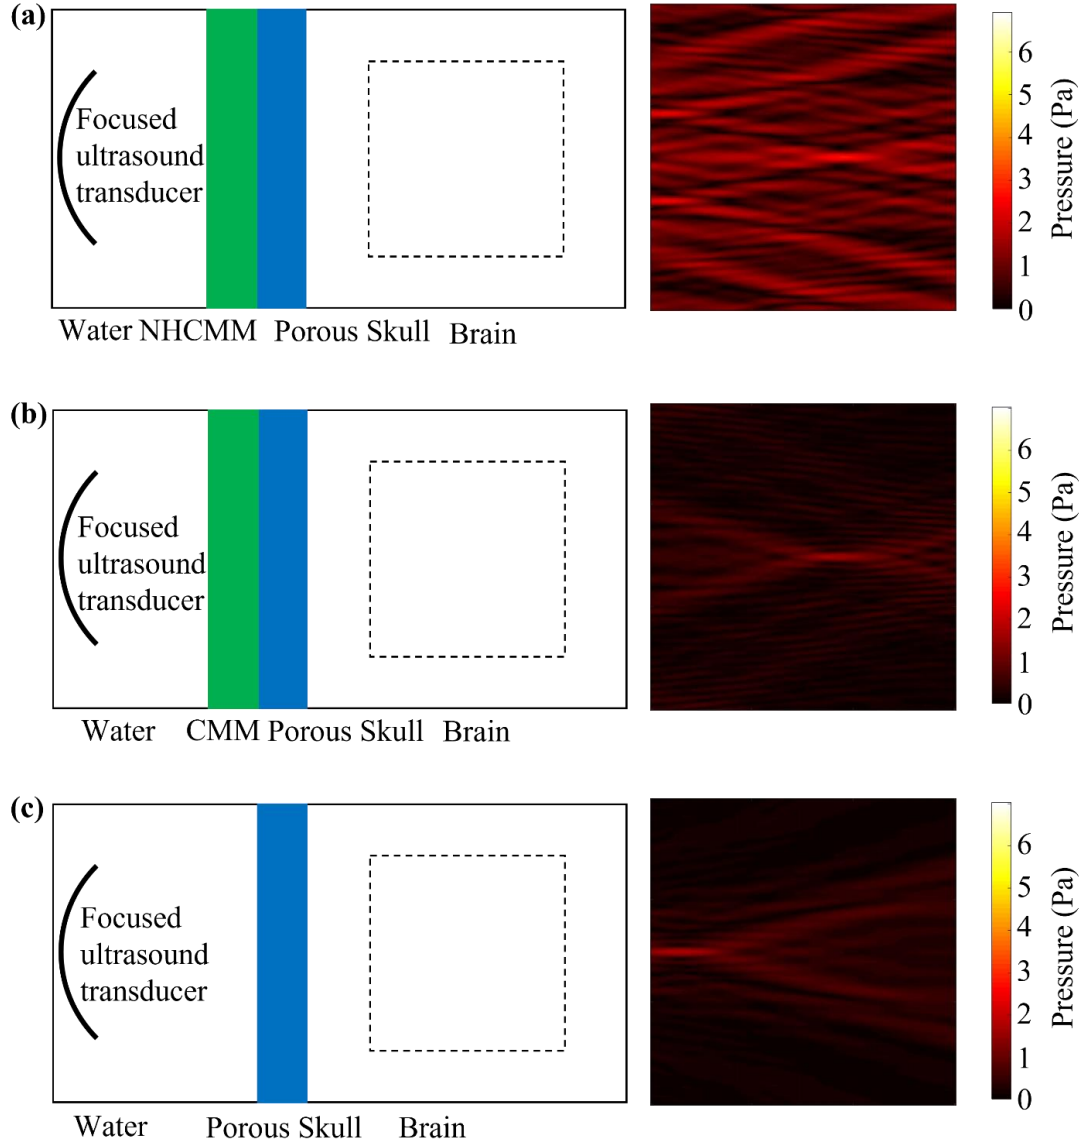 (a)
Focused
ultrasound
transducer
Water NHCMM Porous Skull Brain
6
5
4
3
2
1
0
Pressure (Pa)
(b)
Focused
ultrasound
transducer
Water CMM Porous Skull Brain
6
5
4
3
2
1
0
Pressure (Pa)
(c)
Focused
ultrasound
transducer
Water Porous Skull Brain
6
5
4
3
2
1
0
Pressure (Pa)